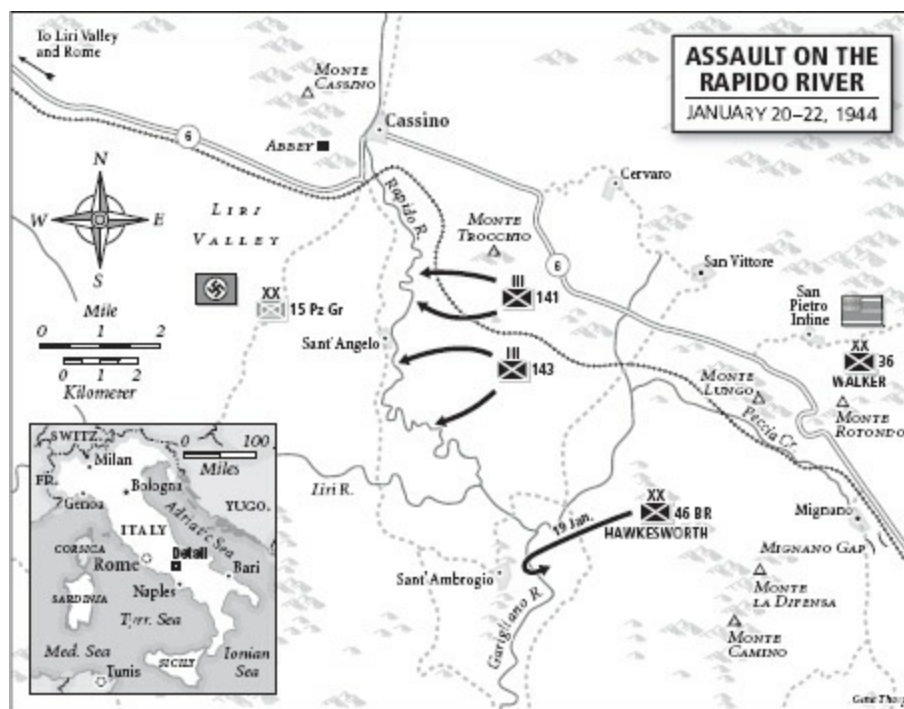 To Liri Valley
and Rome
MONTE
CASSINO
ASSAULT ON THE
RAPIDO RIVER
JANUARY 20–22, 1944
6
ABBEY
Cassino
Cervaro
N
W E
S
LIRI
VALLEY
Rapido R.
MONTE
TROCCHIO
6
San Vittore
Mile
0 1 2
0 1 2
Kilometer
XX
15 Pz Gr
III
141
San
Pietro
Infine
Sant'Angelo
III
143
XX
36
WALKER
MONTE
LUNGO
Peccia Cr.
MONTE
ROTONDO
SWITZ.
0 100
Miles
Milan
FR.
Bologna
Genoa
YUGO.
ITALY
Adriatic Sea
CORSICA
Rome
Detail
Bari
SARDINIA
Naples
Tyrr. Sea
Med. Sea
SICILY
Ionian
Sea
Tunis
Liri R.
19 Jan.
XX
46 BR
HAWKESWORTH
Mignano
MIGNANO GAP
Sant'Ambrogio
MONTE
LA DIFENSA
Garigliano R.
MONTE
CAMINO
Gene Thorp